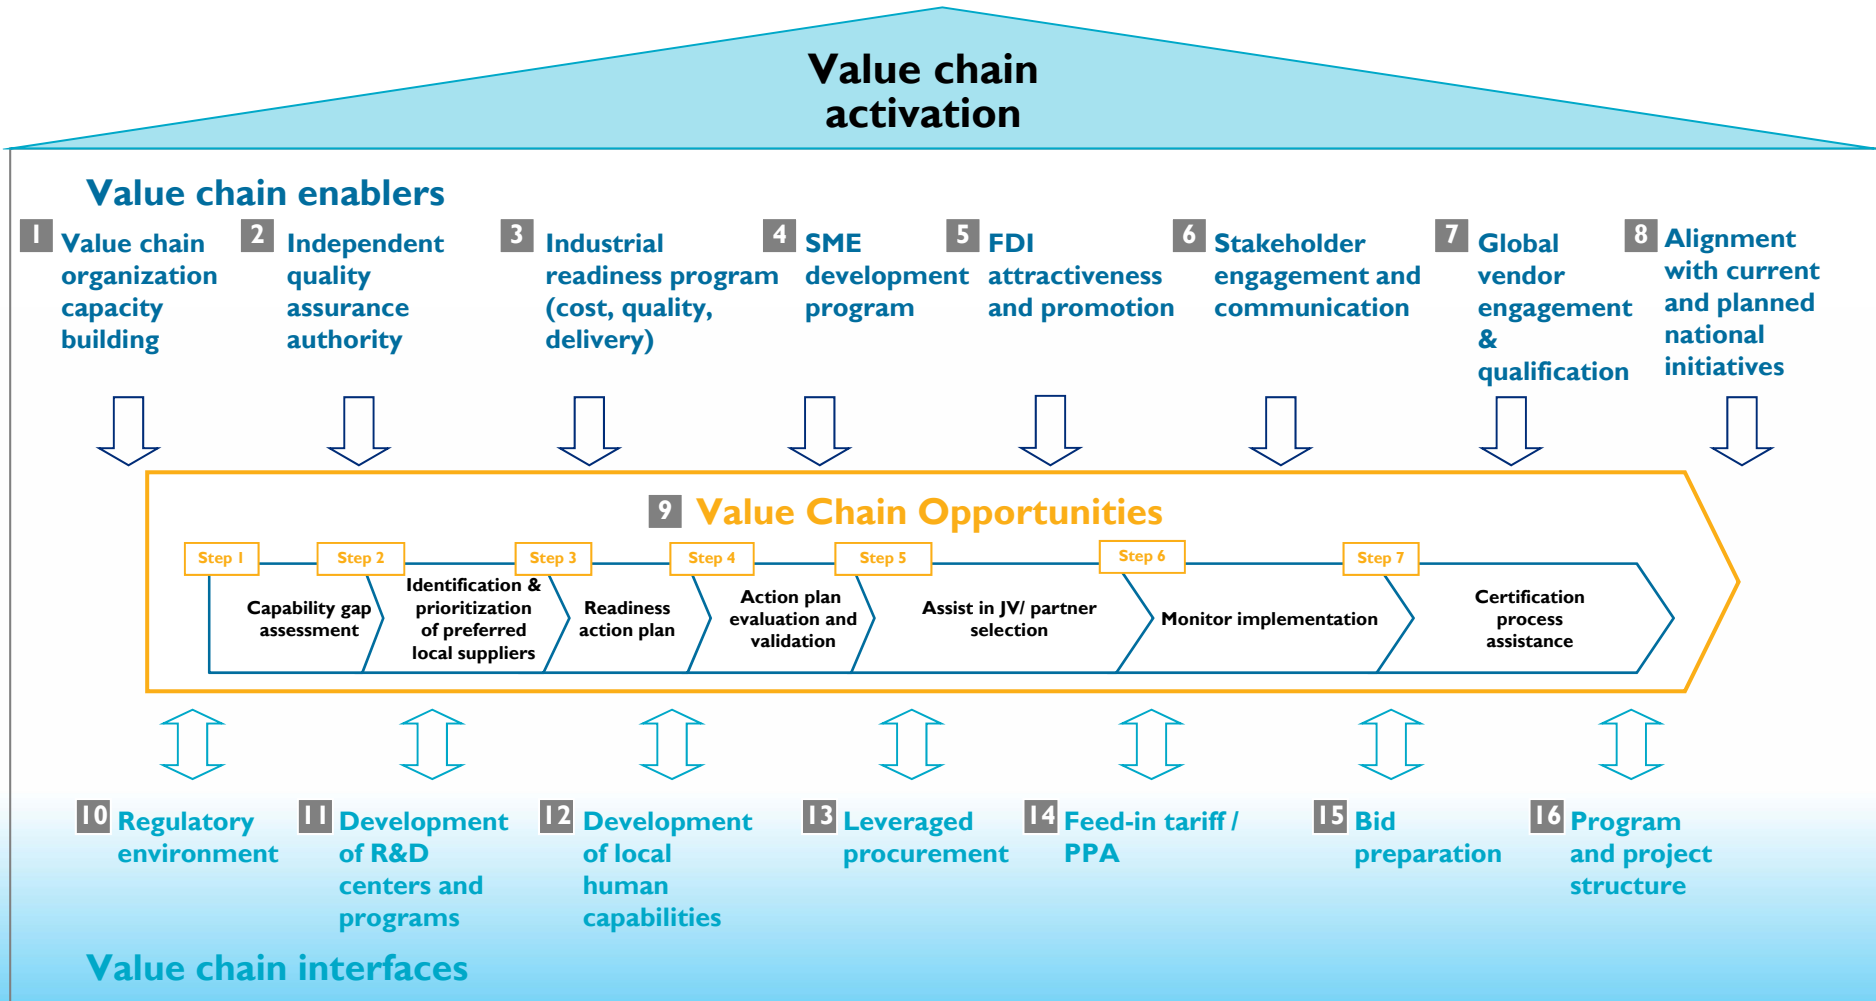 Value chain
activation
Value chain enablers
1 Value chain
organization
capacity
building
2 Independent
quality
assurance
authority
3 Industrial
readiness program
(cost, quality,
delivery)
4 SME
development
program
5 FDI
attractiveness
and promotion
6 Stakeholder
engagement and
communication
7 Global
vendor
engagement
&
qualification
8 Alignment
with current
and planned
national
initiatives
9 Value Chain Opportunities
Step 1
Capability gap
assessment
Step 2
Identification &
prioritization
of preferred
local suppliers
Step 3
Readiness
action plan
Step 4
Action plan
evaluation and
validation
Step 5
Assist in JV/ partner
selection
Step 6
Monitor implementation
Step 7
Certification
process
assistance
10 Regulatory
environment
11 Development
of R&D
centers and
programs
12 Development
of local
human
capabilities
13 Leveraged
procurement
14 Feed-in tariff /
PPA
15 Bid
preparation
16 Program
and project
structure
Value chain interfaces